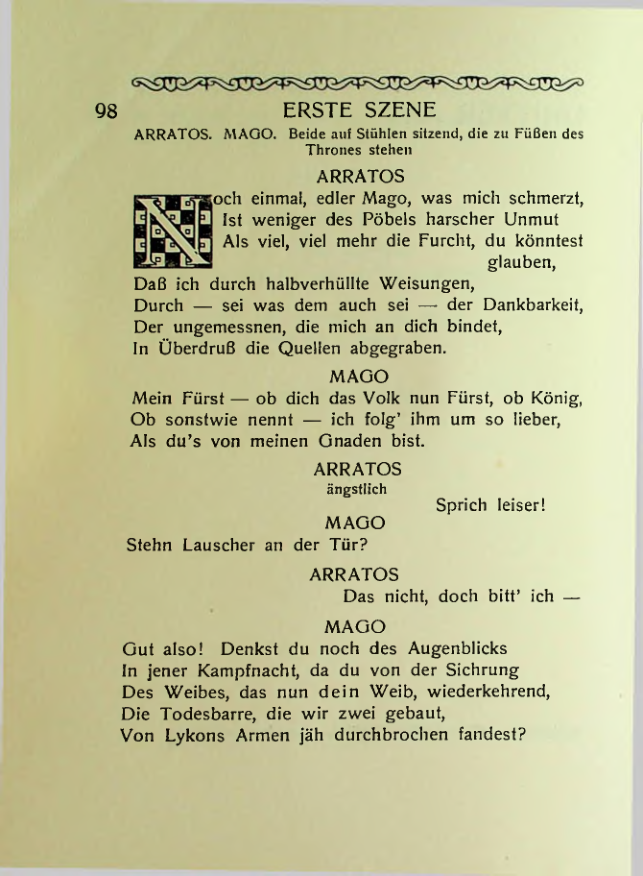 98
ERSTE SZENE
ARRATOS. MAGO. Beide auf Stühlen sitzend, die zu Füßen des
Thrones stehen
ARRATOS
Noch einmal, edler Mago, was mich schmerzt,
Ist weniger des Pöbels harscher Unmut
Als viel, viel mehr die Furcht, du könntest
glauben,
Daß ich durch halbverhüllte Weisungen,
Durch — sei was dem auch sei — der Dankbarkeit,
Der ungemessnen, die mich an dich bindet,
In Überdruß die Quellen abgegraben.
MAGO
Mein Fürst — ob dich das Volk nun Fürst, ob König,
Ob sonstwie nennt — ich folg' ihm um so lieber,
Als du's von meinen Gnaden bist.
ARRATOS
ängstlich
Sprich leiser!
MAGO
Stehn Lauscher an der Tür?
ARRATOS
Das nicht, doch bitt' ich —
MAGO
Gut also! Denkst du noch des Augenblicks
In jener Kampfnacht, da du von der Sichrung
Des Weibes, das nun dein Weib, wiederkehrend,
Die Todesbarre, die wir zwei gebaut,
Von Lykons Armen jäh durchbrochen fandest?